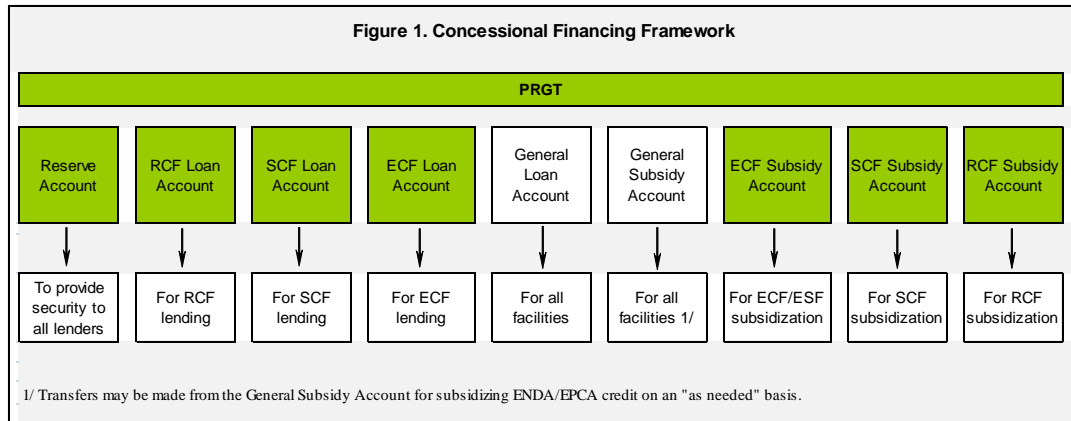 Figure 1. Concessional Financing Framework
PRGT
Reserve
Account
RCF Loan
Account
SCF Loan
Account
ECF Loan
Account
General
Loan
Account
General
Subsidy
Account
ECF Subsidy
Account
SCF Subsidy
Account
RCF Subsidy
Account
To provide
security to
all lenders
For RCF
lending
For SCF
lending
For ECF
lending
For all
facilities
For all
facilities 1/
For ECF/ESF
subsidization
For SCF
subsidization
For RCF
subsidization
1/ Transfers may be made from the General Subsidy Account for subsidizing ENDA/EPCA credit on an "as needed" basis.